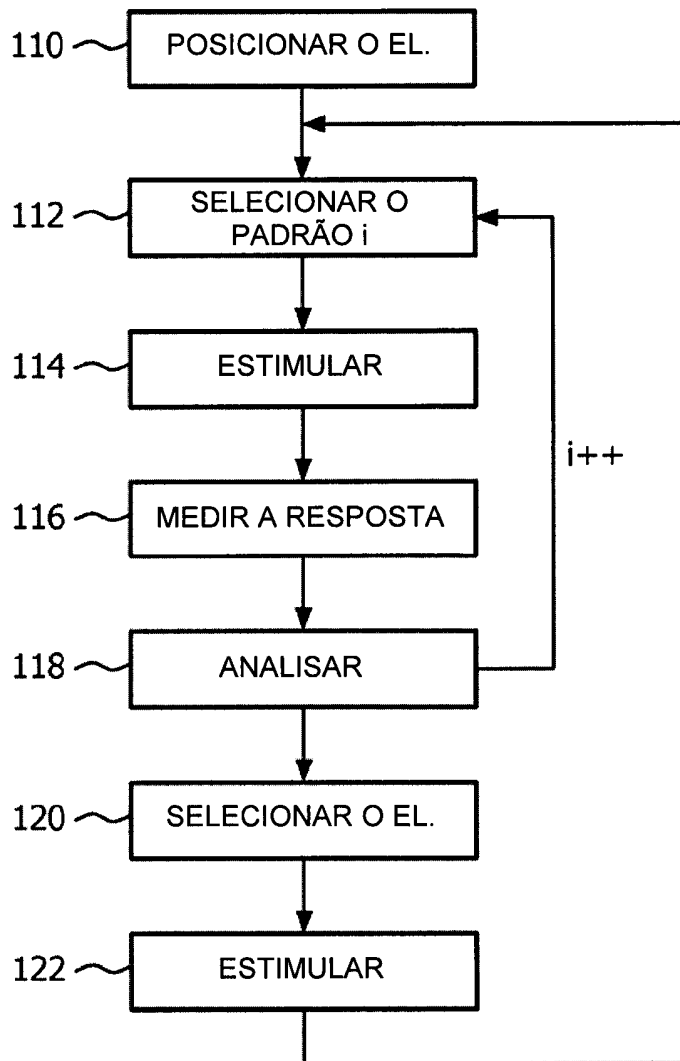 110 POSICIONAR O EL.
112 SELECIONAR O
PADRÃO i
114 ESTIMULAR
i++
116 MEDIR A RESPOSTA
118 ANALISAR
120 SELECIONAR O EL.
122 ESTIMULAR